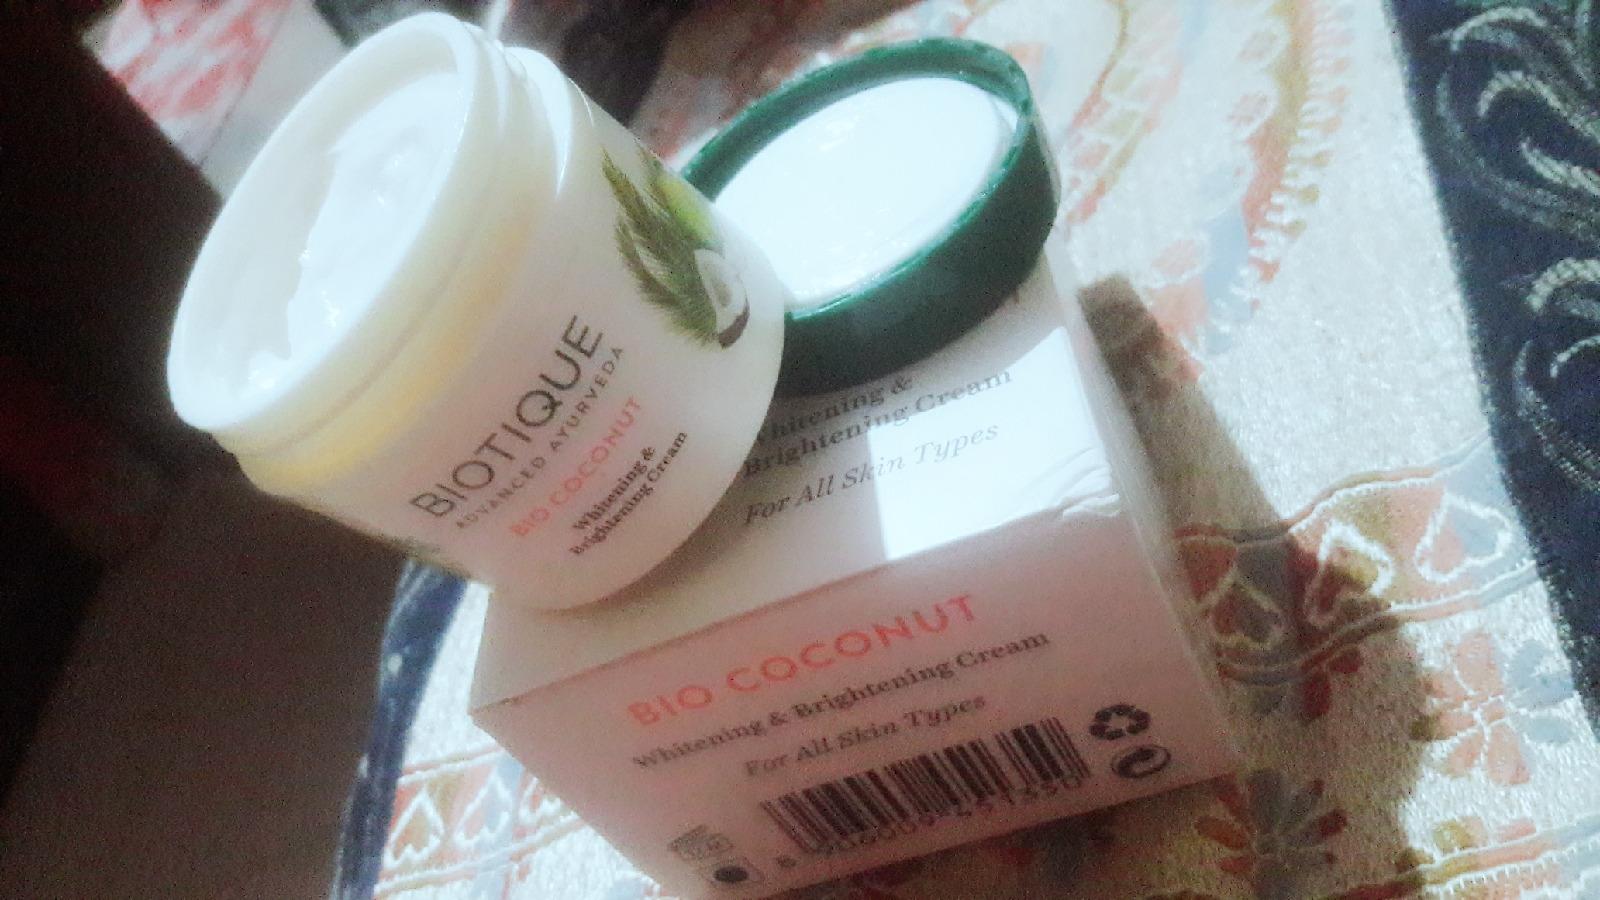 BIOTIQUE
ADVANCED AYURVEDA
BIO COCONUT
Whitening &
Brightening Cream
Whitening &
Brightening Cream
For All Skin Types
BIO COCONUT
Whitening & Brightening Cream
For All Skin Types